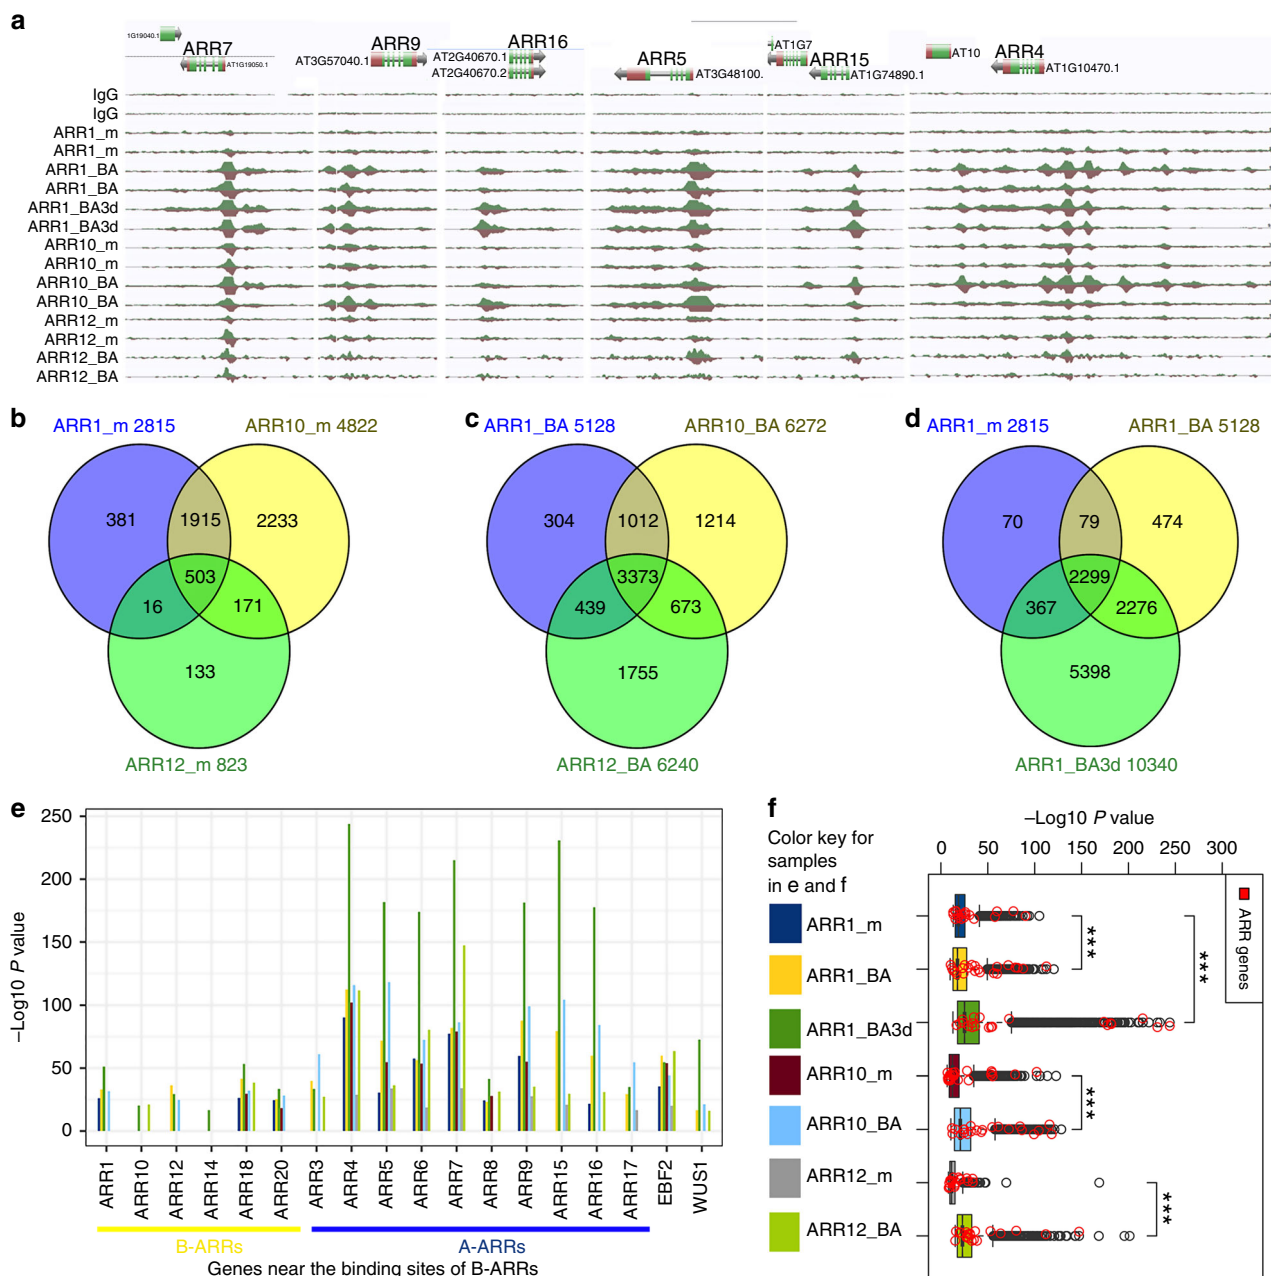 a
1G19040.1
ARR7
AT1G19050.1
ARR9
AT3G57040.1
ARR16
AT2G40670.1
AT2G40670.2
ARR5
AT3G48100.
AT1G7
ARR15
AT1G74890.1
AT10
ARR4
AT1G10470.1
IgG
IgG
ARR1_m
ARR1_m
ARR1_BA
ARR1_BA
ARR1_BA3d
ARR1_BA3d
ARR10_m
ARR10_m
ARR10_BA
ARR10_BA
ARR12_m
ARR12_m
ARR12_BA
ARR12_BA
b
ARR1_m 2815
ARR10_m 4822
381
1915
2233
503
16
171
133
ARR12_m 823
c
ARR1_BA 5128
ARR10_BA 6272
304
1012
1214
3373
439
673
1755
ARR12_BA 6240
d
ARR1_m 2815
ARR1_BA 5128
70
79
474
2299
367
2276
5398
ARR1_BA3d 10340
e
–Log10 P value
250
200
150
100
50
0
ARR1
ARR10
ARR12
ARR14
ARR18
ARR20
ARR3
ARR4
ARR5
ARR6
ARR7
ARR8
ARR9
ARR15
ARR16
ARR17
EBF2
WUS1
B-ARRs
A-ARRs
Genes near the binding sites of B-ARRs
f
Color key for
samples
in e and f
ARR1_m
ARR1_BA
ARR1_BA3d
ARR10_m
ARR10_BA
ARR12_m
ARR12_BA
–Log10 P value
0 50 100 150 200 250 300
ARR genes
***
***
***
***